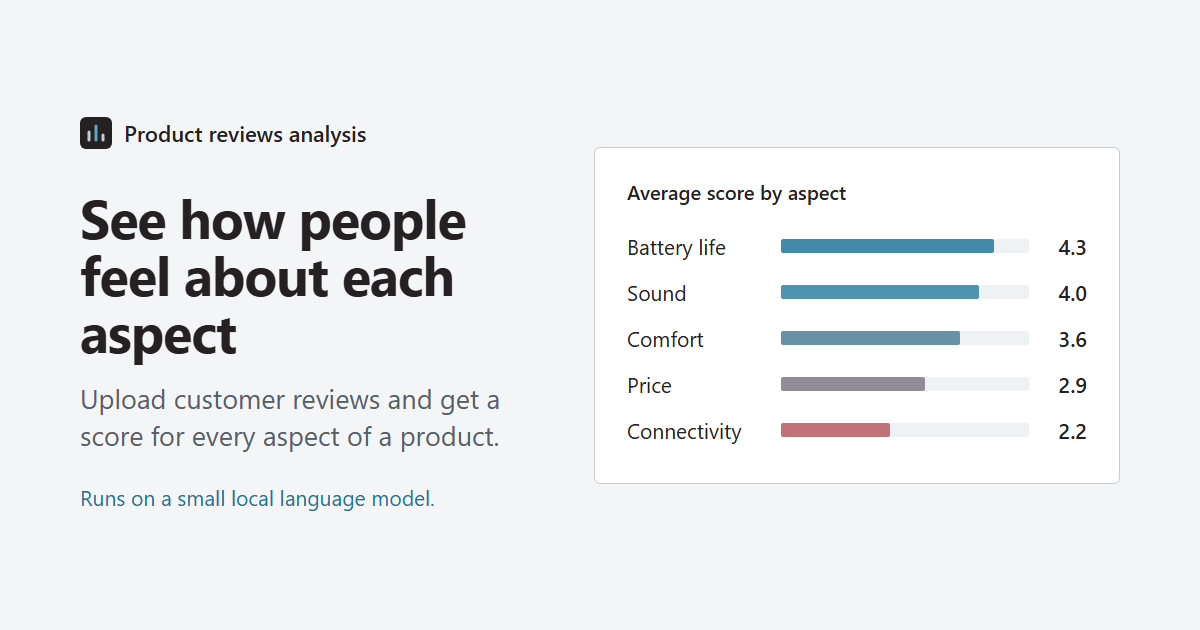 Product reviews analysis
See how people
feel about each
aspect
Upload customer reviews and get a
score for every aspect of a product.
Runs on a small local language model.
Average score by aspect
Battery life 4.3
Sound 4.0
Comfort 3.6
Price 2.9
Connectivity 2.2